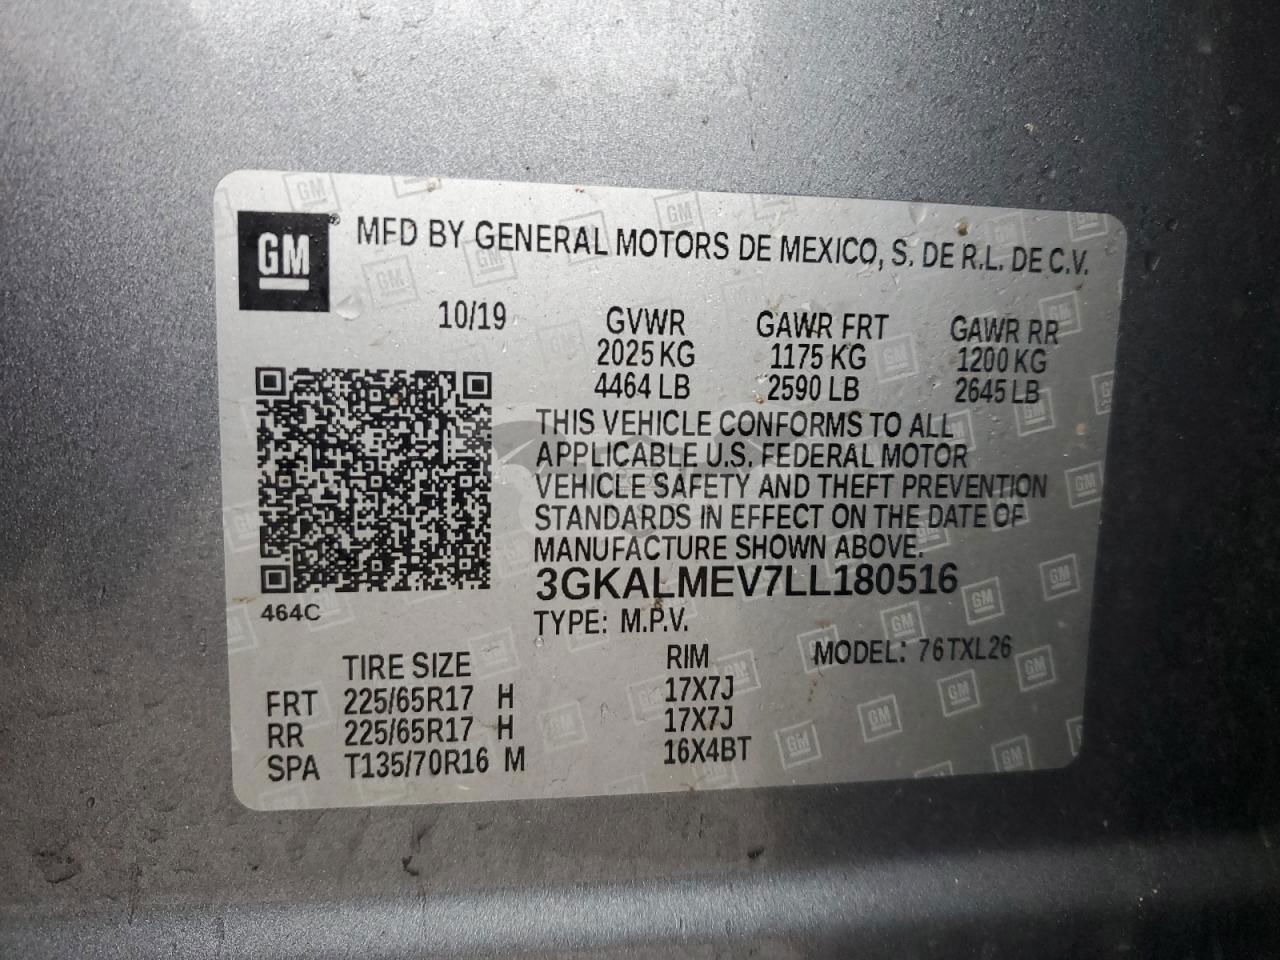 GM ® MFD BY GENERAL MOTORS DE MEXICO, S. DE R.L. DE C.V.
10/19 GVWR GAWR FRT GAWR RR
2025 KG 1175 KG 1200 KG
4464 LB 2590 LB 2645 LB
THIS VEHICLE CONFORMS TO ALL
APPLICABLE U.S. FEDERAL MOTOR
VEHICLE SAFETY AND THEFT PREVENTION
STANDARDS IN EFFECT ON THE DATE OF
MANUFACTURE SHOWN ABOVE.
3GKALMEV7LL180516
464C
TYPE: M.P.V. MODEL: 76TXL26
TIRE SIZE RIM
FRT 225/65R17 H 17X7J
RR 225/65R17 H 17X7J
SPA T135/70R16 M 16X4BT